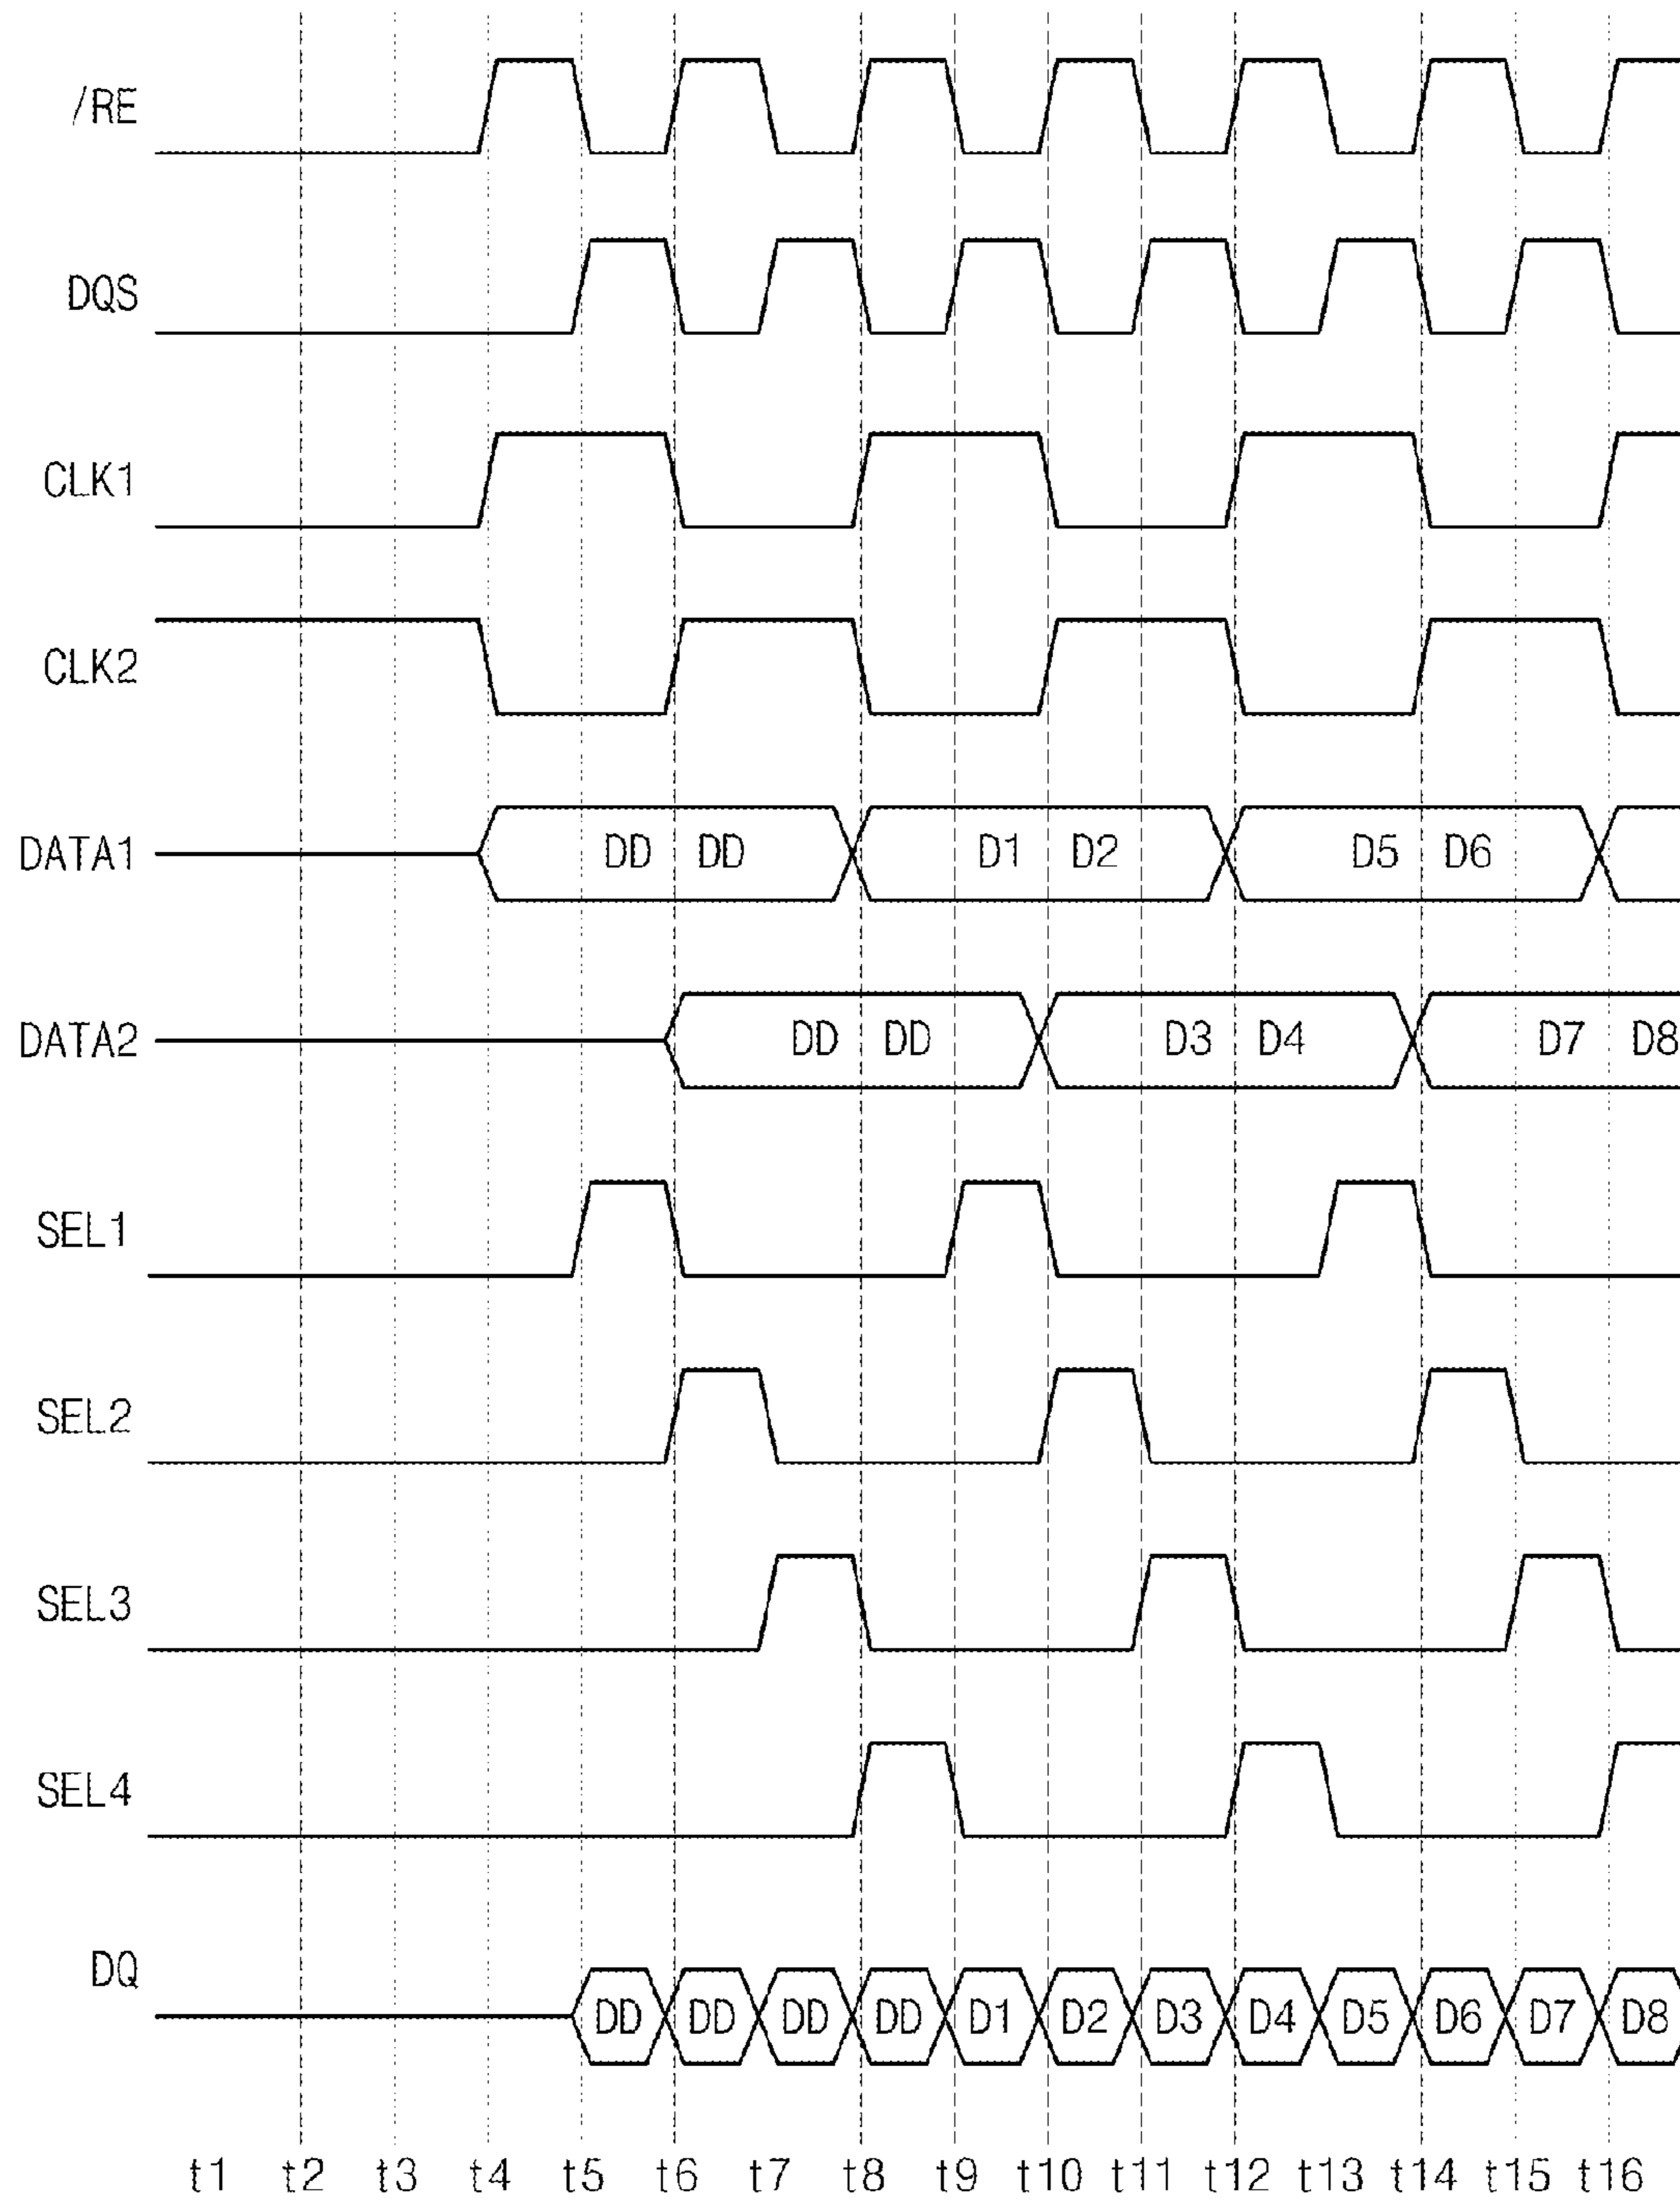 /RE
DQS
CLK1
CLK2
DATA1 DD DD D1 D2 D5 D6
DATA2 DD DD D3 D4 D7 D8
SEL1
SEL2
SEL3
SEL4
DQ
DD DD DD DD D1 D2 D3 D4 D5 D6 D7 D8
t1 t2 t3 t4 t5 t6 t7 t8 t9 t10 t11 t12 t13 t14 t15 t16